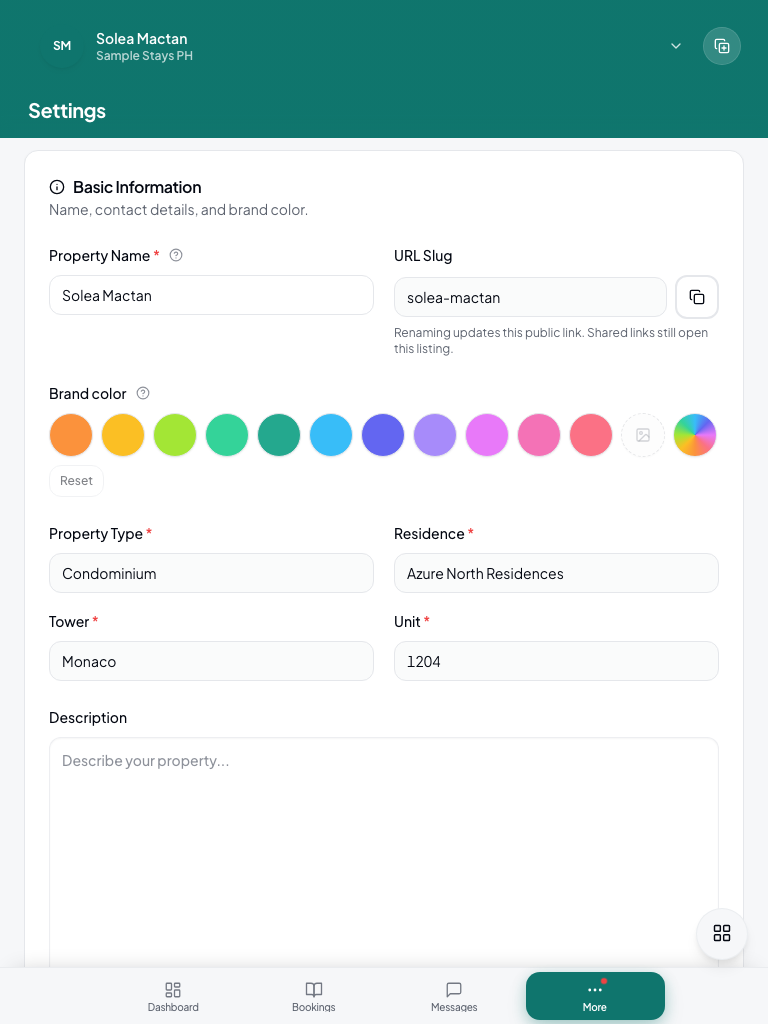 SM
Solea Mactan
Sample Stays PH
Settings
Basic Information
Name, contact details, and brand color.
Property Name *
URL Slug
Solea Mactan
solea-mactan
Renaming updates this public link. Shared links still open
this listing.
Brand color
Reset
Property Type *
Residence *
Condominium
Azure North Residences
Tower *
Unit *
Monaco
1204
Description
Describe your property...
Dashboard
Bookings
Messages
More